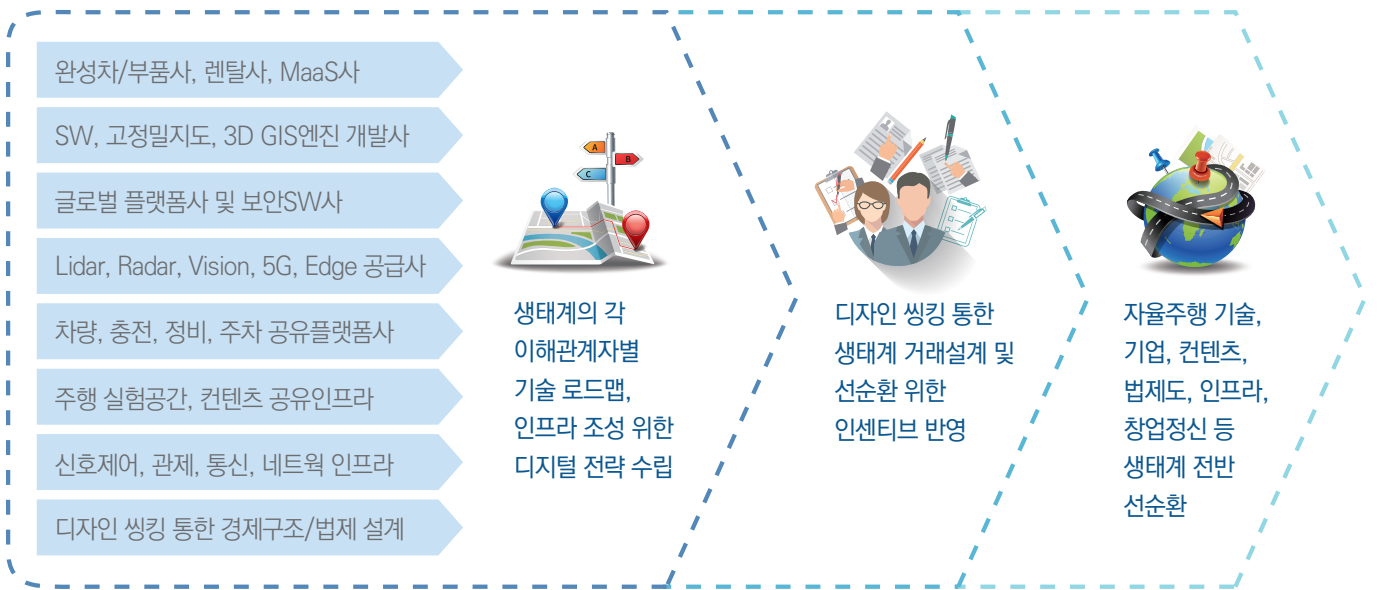 완성차/부품사, 렌탈사, MaaS사
SW, 고정밀지도, 3D GIS엔진 개발사
글로벌 플랫폼사 및 보안SW사
Lidar, Radar, Vision, 5G, Edge 공급사
차량, 충전, 정비, 주차 공유플랫폼사
주행 실험공간, 컨텐츠 공유인프라
신호제어, 관제, 통신, 네트웍 인프라
디자인 씽킹 통한 경제구조/법제 설계
A
B
C
생태계의 각
이해관계자별
기술 로드맵,
인프라 조성 위한
디지털 전략 수립
디자인 씽킹 통한
생태계 거래설계 및
선순환 위한
인센티브 반영
자율주행 기술,
기업, 컨텐츠,
법제도, 인프라,
창업정신 등
생태계 전반
선순환